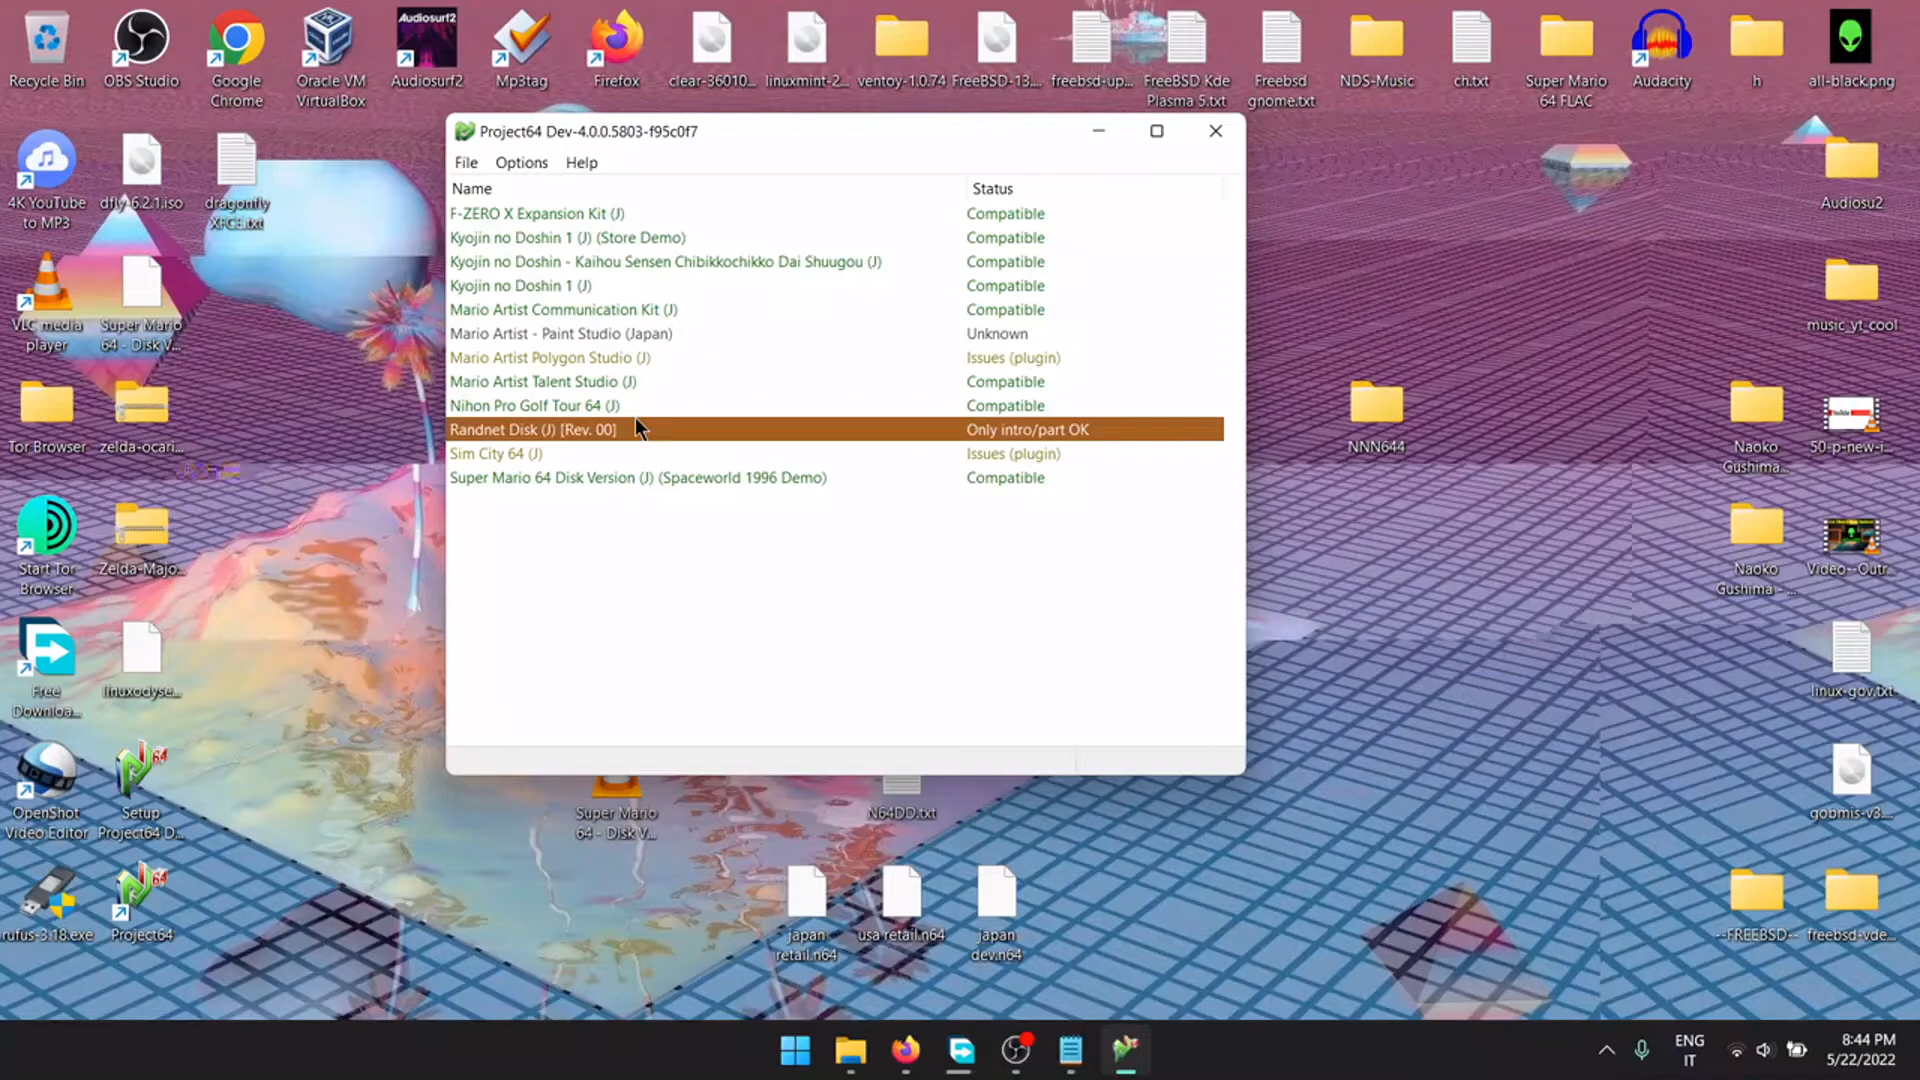 Recycle Bin
OBS Studio
Google
Chrome
Oracle VM
VirtualBox
Audiosurf2
Audiosurf2
Mp3tag
Firefox
clear-36010...
linuxmint-2...
ventoy-1.0.74
FreeBSD-13....
freebsd-up...
FreeBSD Kde
Plasma 5.txt
Freebsd
gnome.txt
NDS-Music
ch.txt
Super Mario
64 FLAC
Audacity
h
all-black.png
4K YouTube
to MP3
dfly-6.2.1.iso
dragonfly
XFCE.txt
Project64 Dev-4.0.0.5803-f95c0f7
File Options Help
Name Status
F-ZERO X Expansion Kit (J) Compatible
Kyojin no Doshin 1 (J) (Store Demo) Compatible
Kyojin no Doshin - Kaihou Sensen Chibikkochikko Dai Shuugou (J) Compatible
Kyojin no Doshin 1 (J) Compatible
Mario Artist Communication Kit (J) Compatible
Mario Artist - Paint Studio (Japan) Unknown
Mario Artist Polygon Studio (J) Issues (plugin)
Mario Artist Talent Studio (J) Compatible
Nihon Pro Golf Tour 64 (J) Compatible
Randnet Disk (J) [Rev. 00] Only intro/part OK
Sim City 64 (J) Issues (plugin)
Super Mario 64 Disk Version (J) (Spaceworld 1996 Demo) Compatible
Audiosu2
VLC media
player
Super Mario
64 - Disk V...
music_yt_cool
Tor Browser
zelda-ocari...
NNN644
Naoko
Gushima...
50-p-new-i...
Start Tor
Browser
Zelda-Majo...
Naoko
Gushima - ...
Video--Outr...
Free
Downloa...
linuxodyse...
linux-gov.txt
OpenShot
Video Editor
64
Setup
Project64 D...
Super Mario
64 - Disk V...
N64DD.txt
gobmis-v3...
rufus-3.18.exe
64
Project64
japan
retail.n64
usa retail.n64
japan
dev.n64
--FREEBSD--
freebsd-vde...
ENG
IT
8:44 PM
5/22/2022